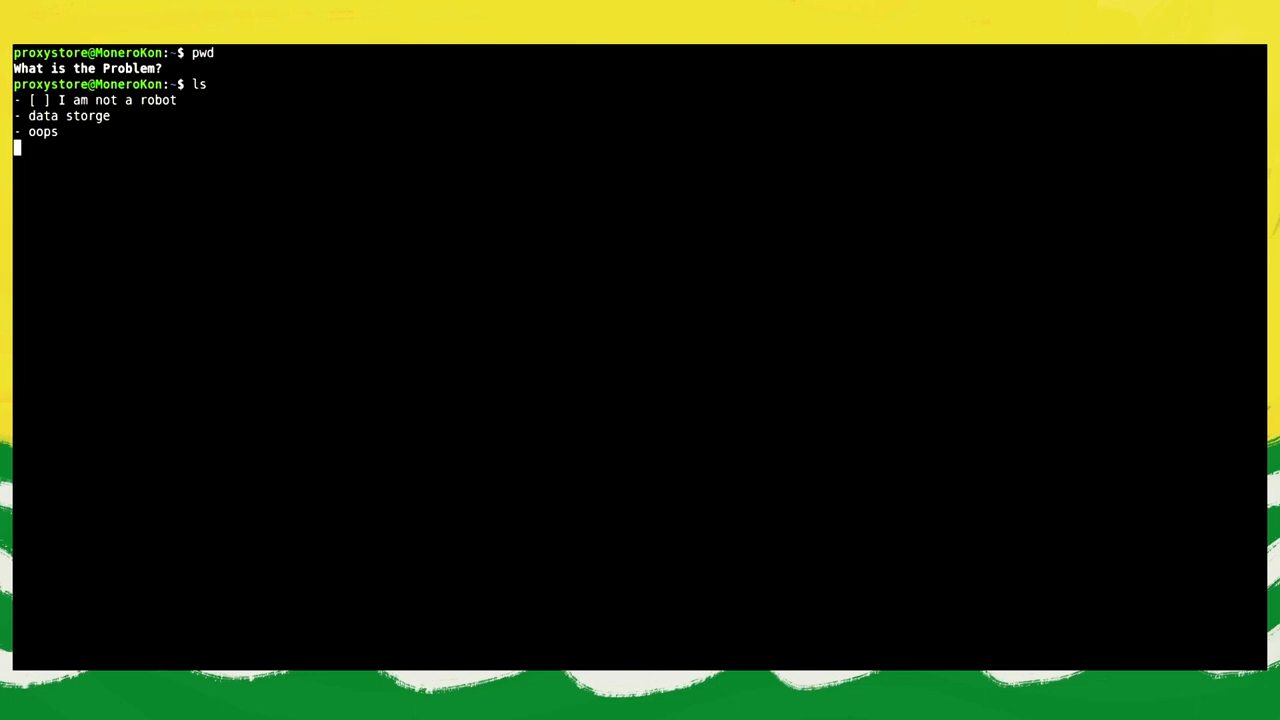 proxystore@MoneroKon:~$ pwd
What is the Problem?
proxystore@MoneroKon:~$ ls
- [ ] I am not a robot
- data storge
- oops